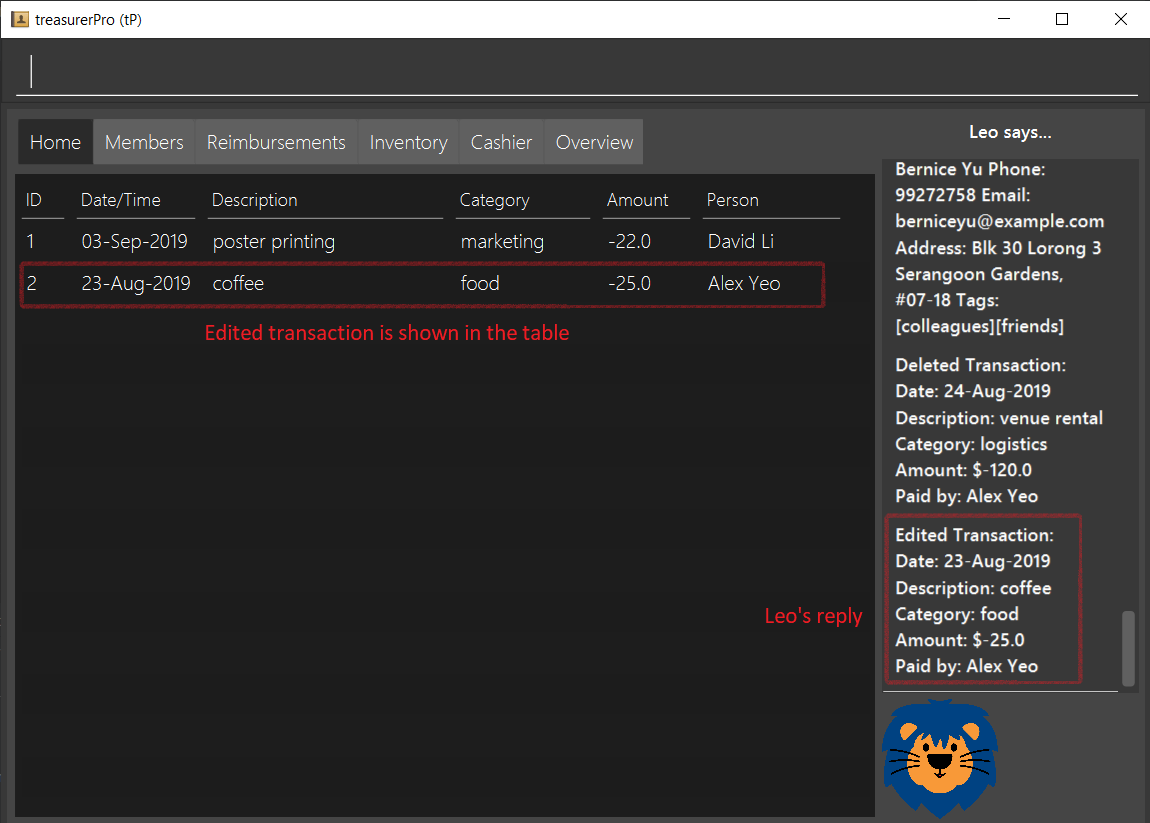 treasurerPro (tP)
Home Members Reimbursements Inventory Cashier Overview
ID Date/Time Description Category Amount Person
1 03-Sep-2019 poster printing marketing -22.0 David Li
2 23-Aug-2019 coffee food -25.0 Alex Yeo
Edited transaction is shown in the table
Leo's reply
Leo says...
Bernice Yu Phone:
99272758 Email:
berniceyu@example.com
Address: Blk 30 Lorong 3
Serangoon Gardens,
#07-18 Tags:
[colleagues][friends]
Deleted Transaction:
Date: 24-Aug-2019
Description: venue rental
Category: logistics
Amount: $-120.0
Paid by: Alex Yeo
Edited Transaction:
Date: 23-Aug-2019
Description: coffee
Category: food
Amount: $-25.0
Paid by: Alex Yeo